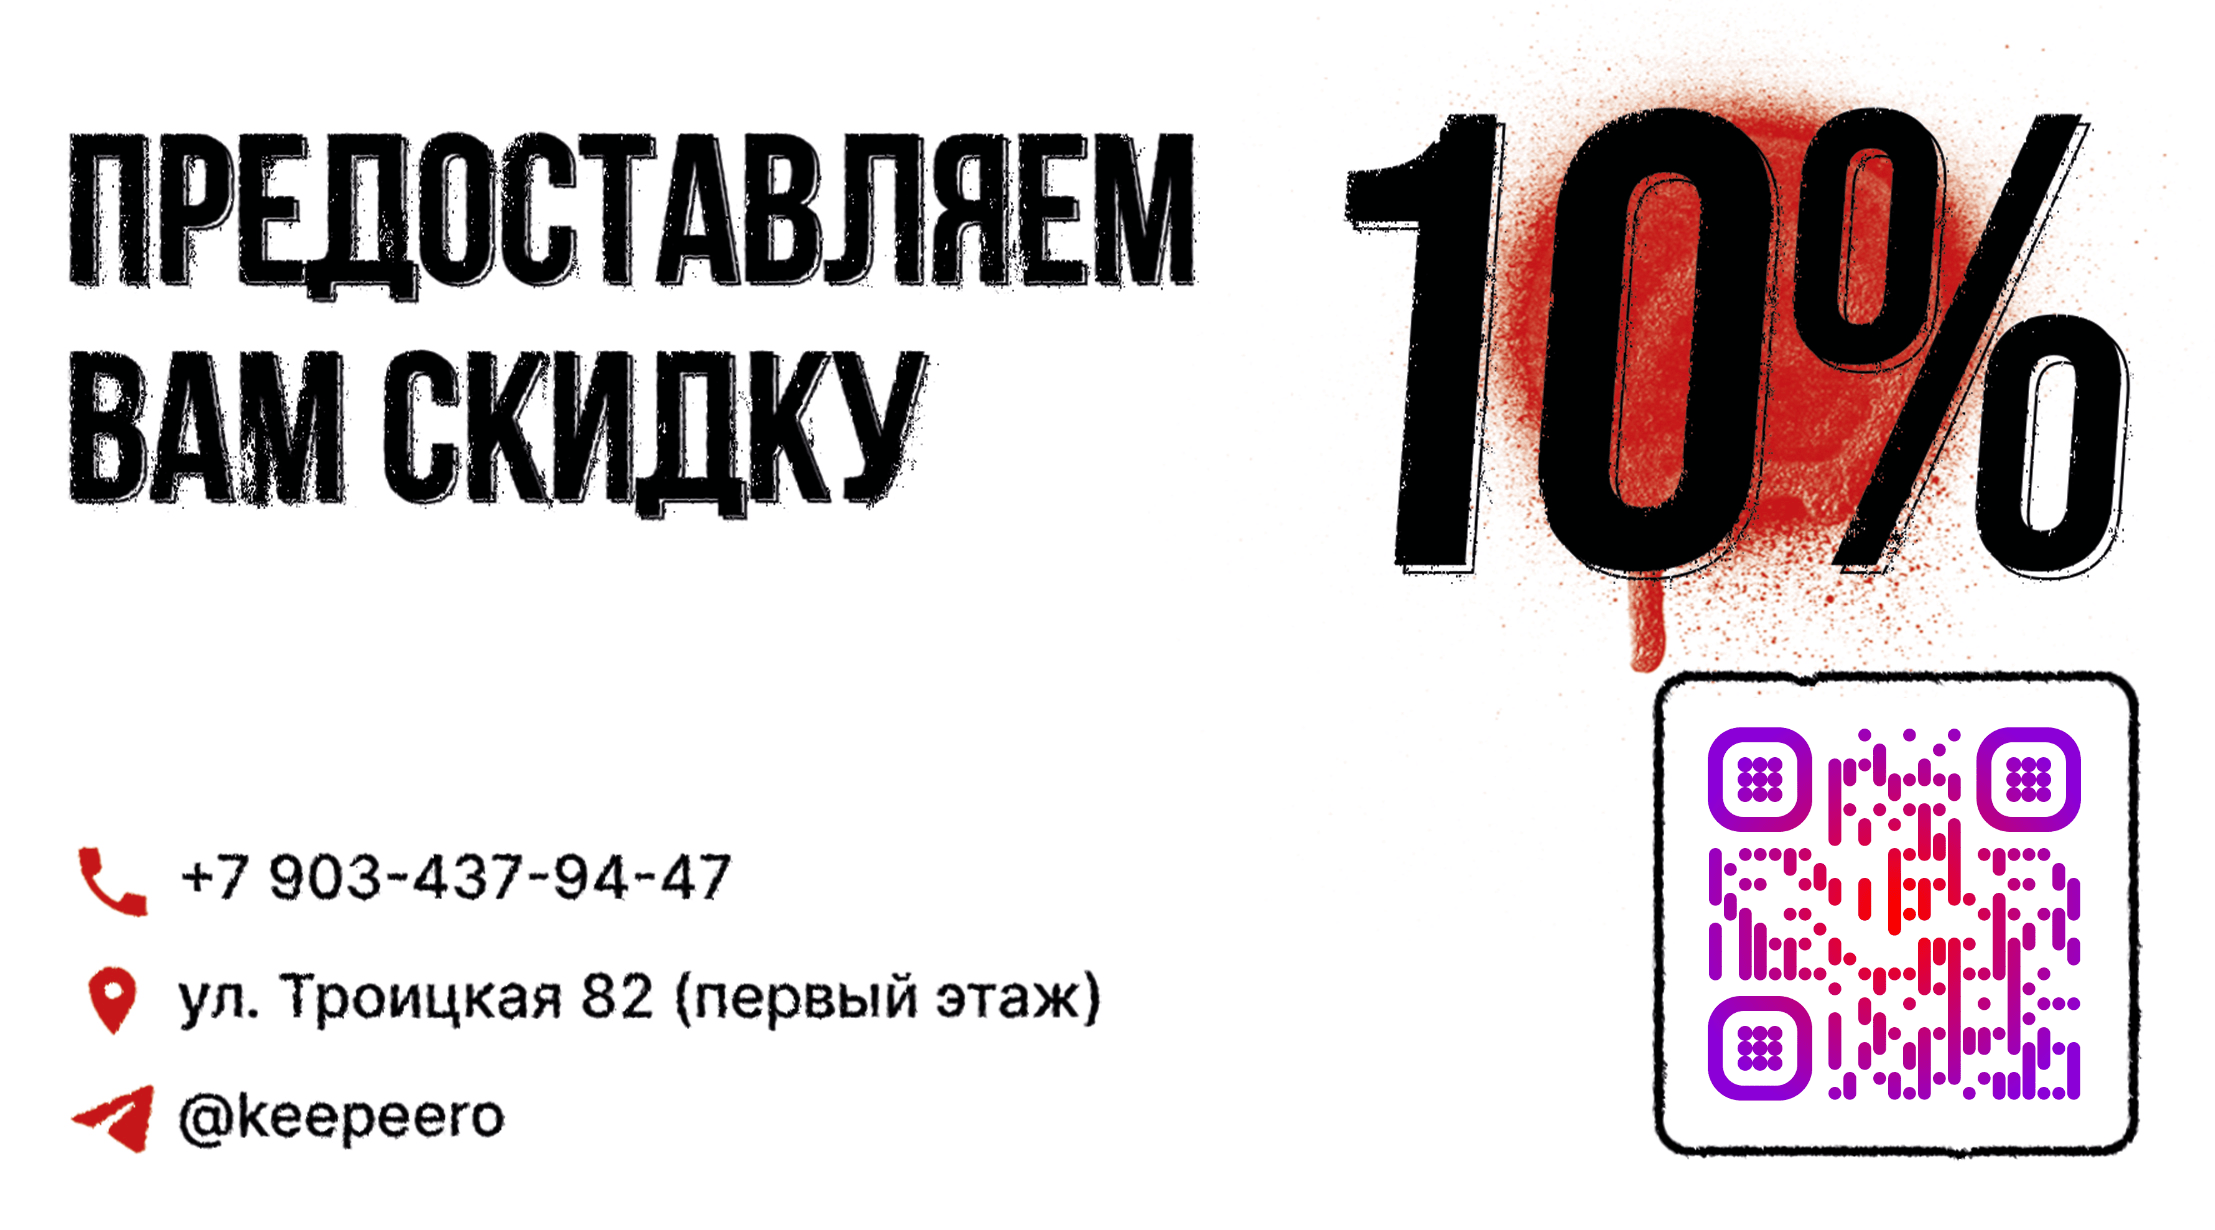 ПРЕДОСТАВЛЯЕМ
ВАМ СКИДКУ
10%
+7 903-437-94-47
ул. Троицкая 82 (первый этаж)
@keepeero